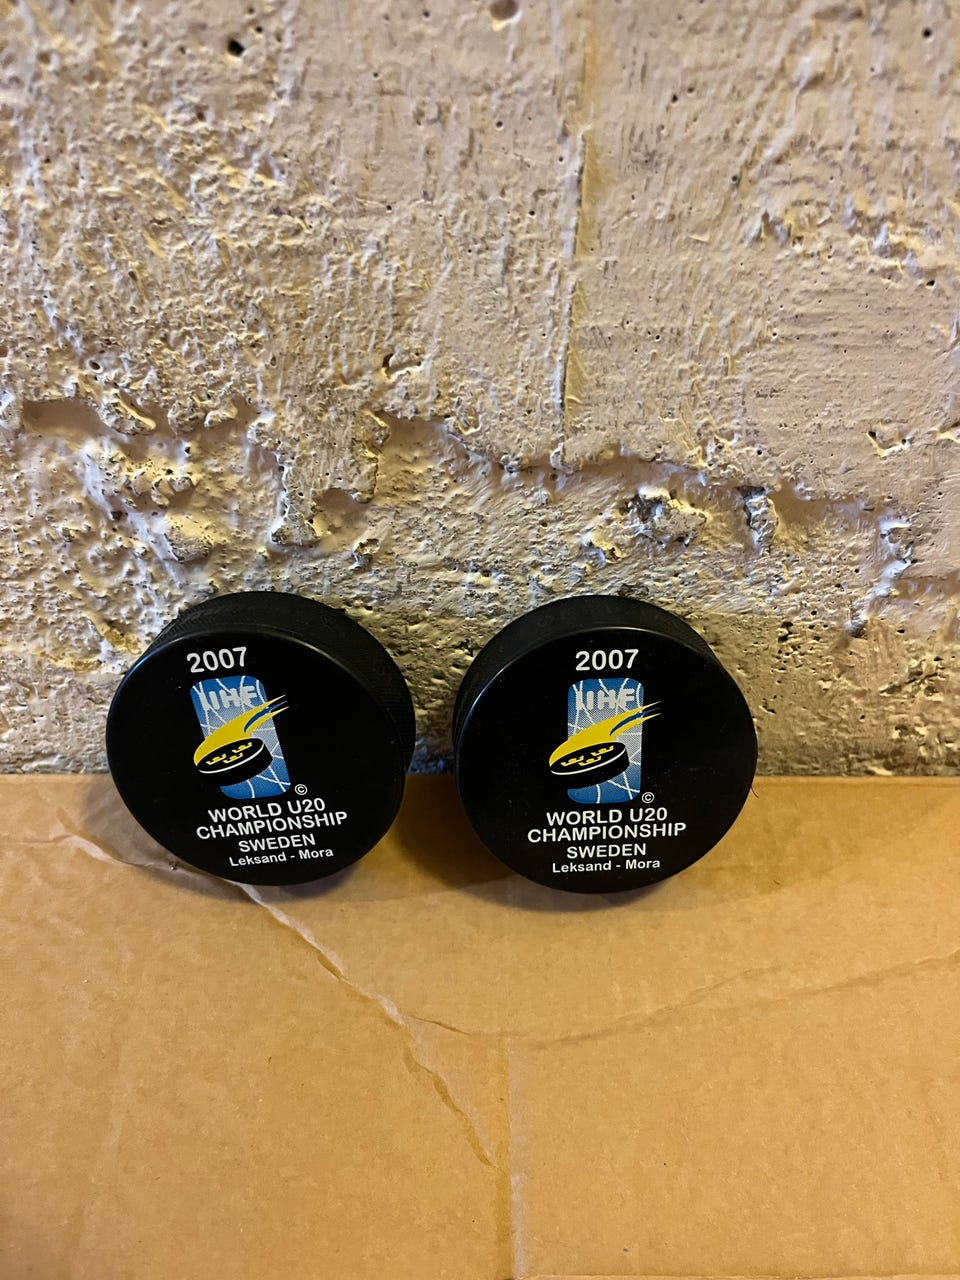 2007
IIHF
©
WORLD U20
CHAMPIONSHIP
SWEDEN
Leksand - Mora
2007
IIHF
©
WORLD U20
CHAMPIONSHIP
SWEDEN
Leksand - Mora